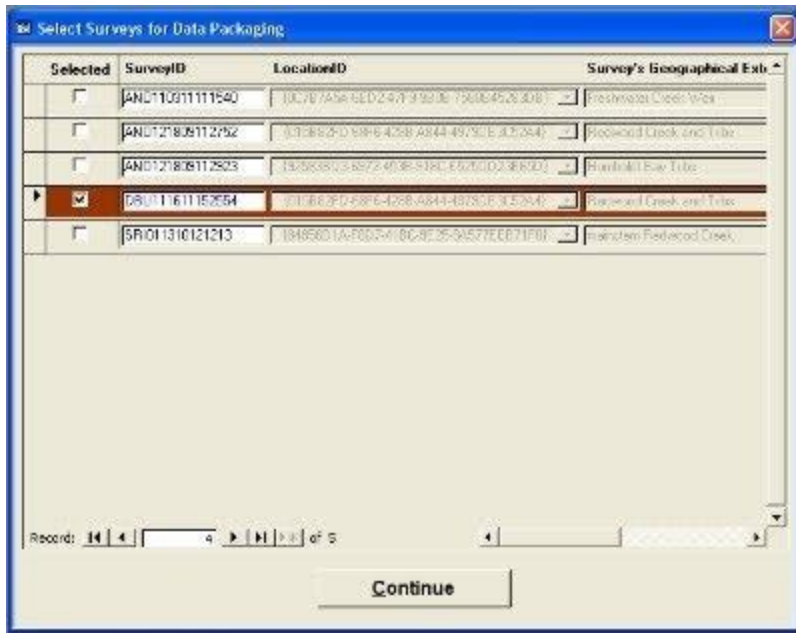 Select Surveys for Data Packaging
Selected SurveyID LocationID Survey's Geographical Ext
AND110311111540 Freshwater Creek Weir
AND121809112752 Redwood Creek and Tribs
AND121809112923 Humboldt Bay Tribs
DBU111611152554 Redwood Creek and Tribs
SRI011310121213 mainstem Redwood Creek,
Record: 4 of 5
Continue